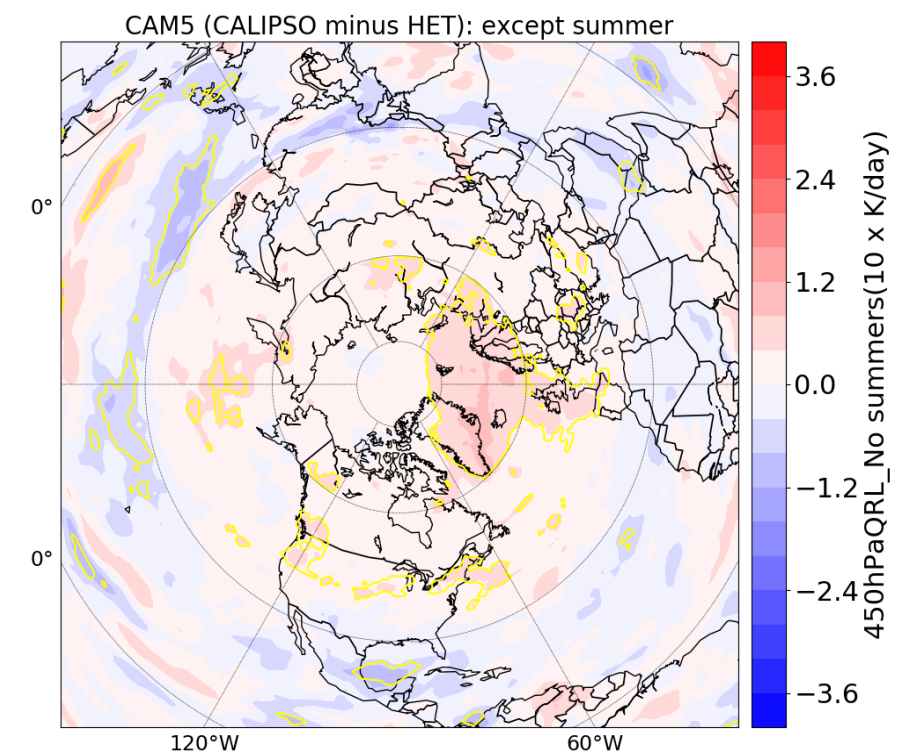 CAM5 (CALIPSO minus HET): except summer
0°
0°
120°W
60°W
3.6
2.4
1.2
0.0
−1.2
−2.4
−3.6
450hPaQRL_No summers(10 x K/day)